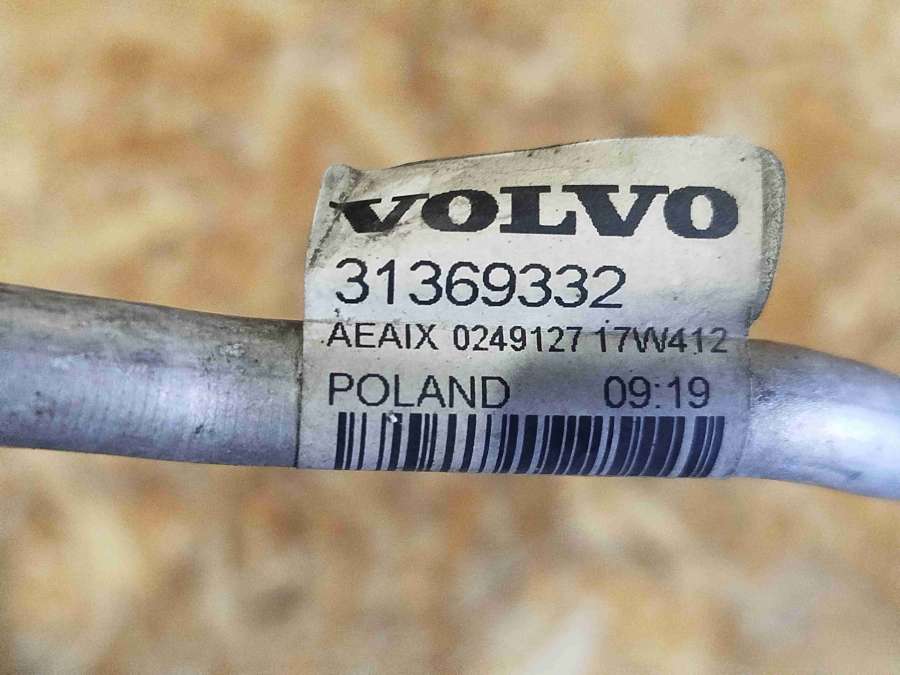 VOLVO
31369332
AEAIX 0249127 17W412
POLAND 09:19